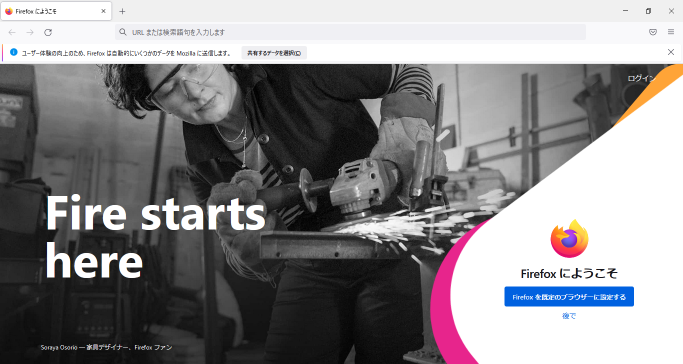 Firefox にようこそ
URL または検索語句を入力します
ユーザー体験の向上のため、Firefox は自動的にいくつかのデータを Mozilla に送信します。 共有するデータを選択(C)
ログイン
Fire starts
here
Firefox にようこそ
Firefox を既定のブラウザーに設定する
後で
Soraya Osorio — 家具デザイナー、Firefox ファン